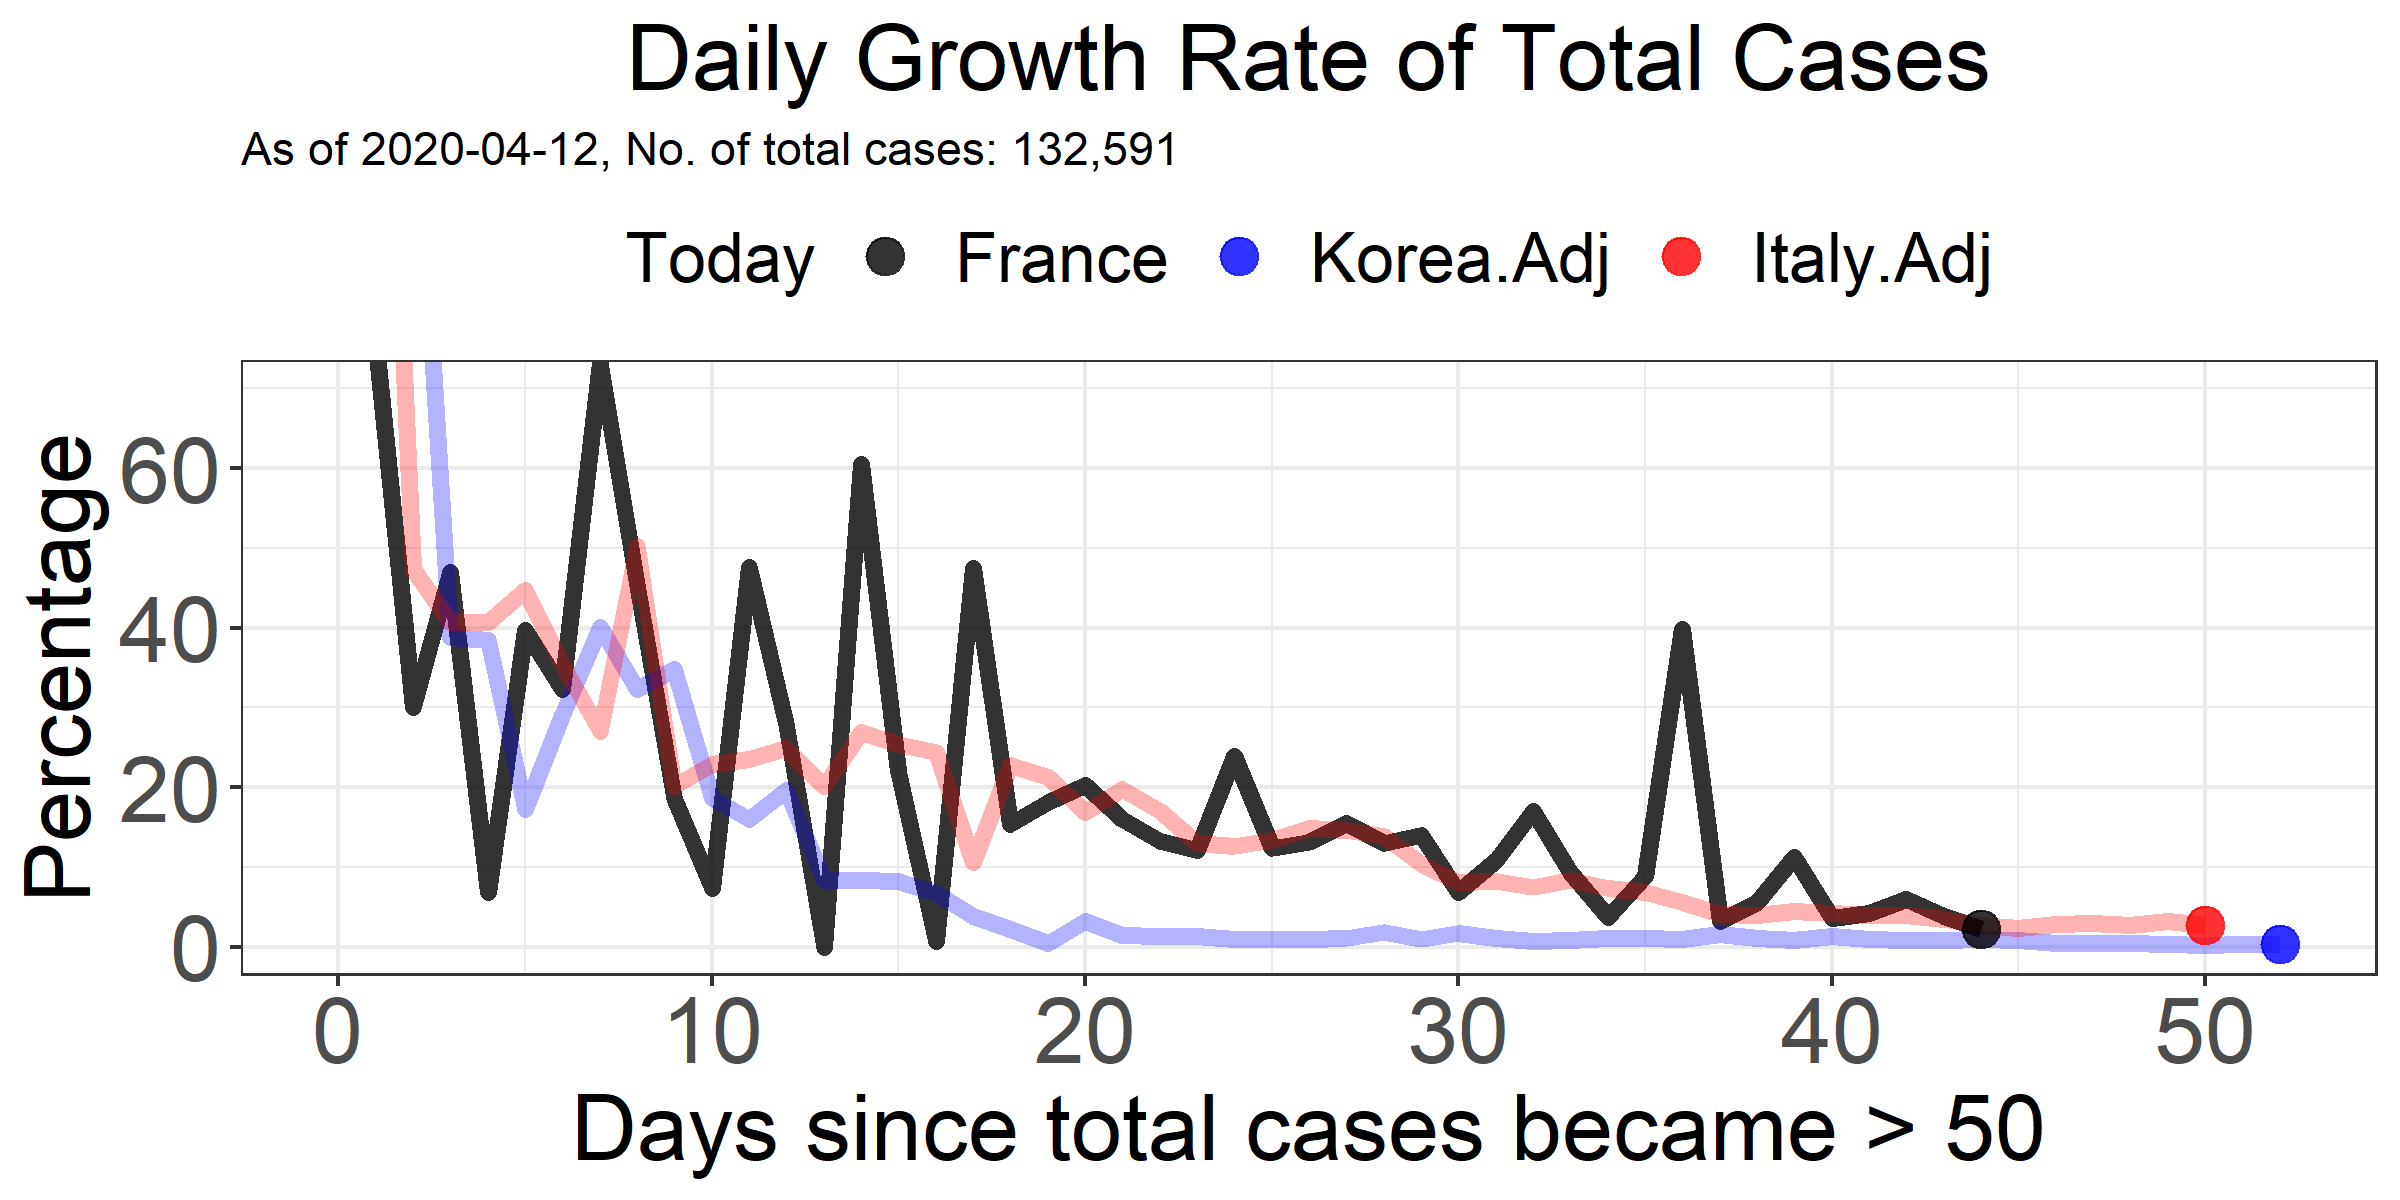 Daily Growth Rate of Total Cases
As of 2020-04-12, No. of total cases: 132,591
Today France Korea.Adj Italy.Adj
Percentage
60
40
20
0
0 10 20 30 40 50
Days since total cases became > 50